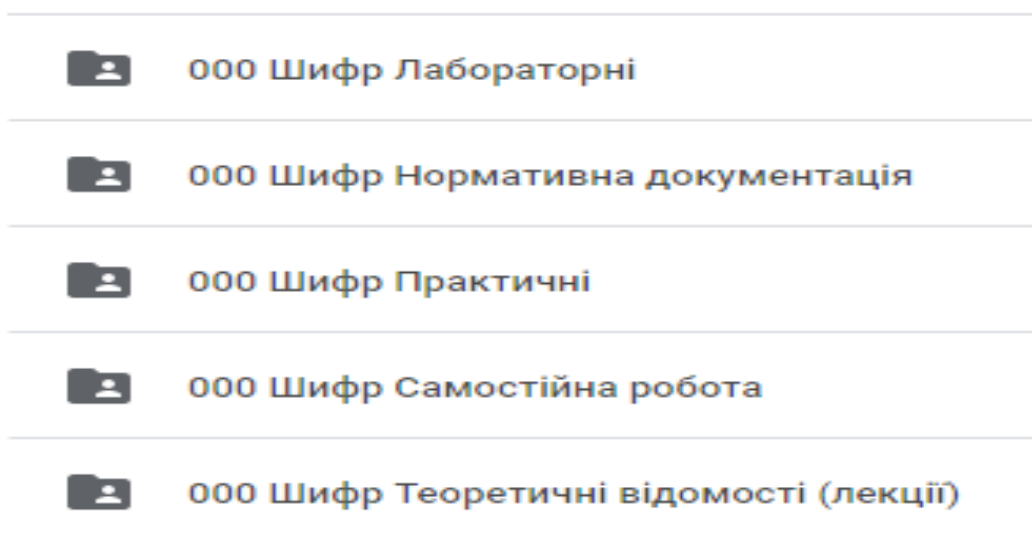 000 Шифр Лабораторні
000 Шифр Нормативна документація
000 Шифр Практичні
000 Шифр Самостійна робота
000 Шифр Теоретичні відомості (лекції)